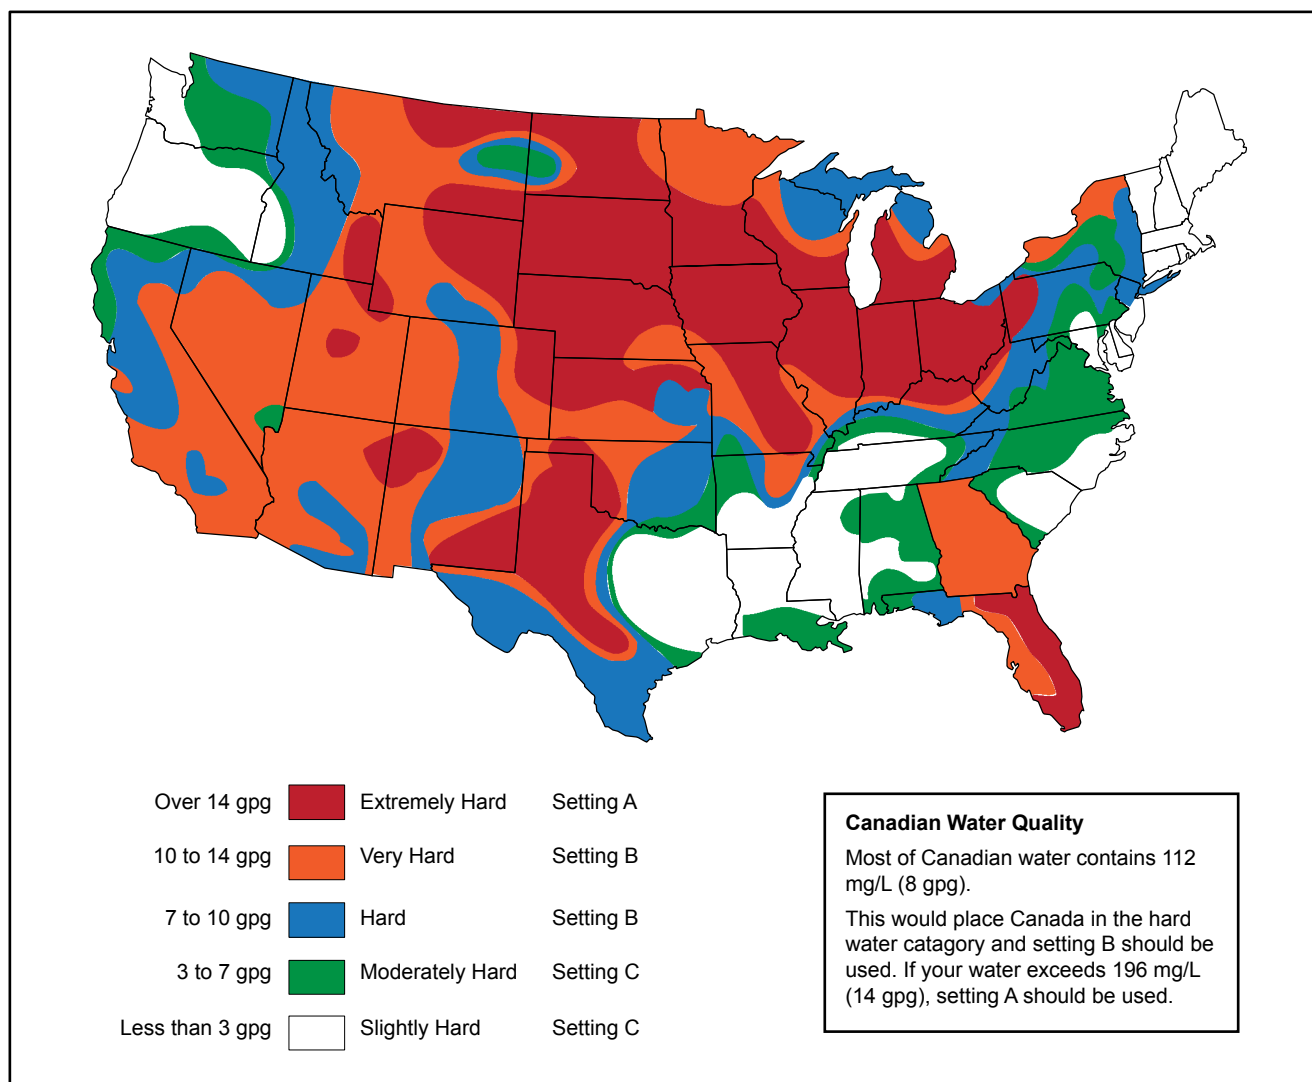 Over 14 gpg Extremely Hard Setting A
10 to 14 gpg Very Hard Setting B
7 to 10 gpg Hard Setting B
3 to 7 gpg Moderately Hard Setting C
Less than 3 gpg Slightly Hard Setting C
Canadian Water Quality
Most of Canadian water contains 112
mg/L (8 gpg).
This would place Canada in the hard
water catagory and setting B should be
used. If your water exceeds 196 mg/L
(14 gpg), setting A should be used.